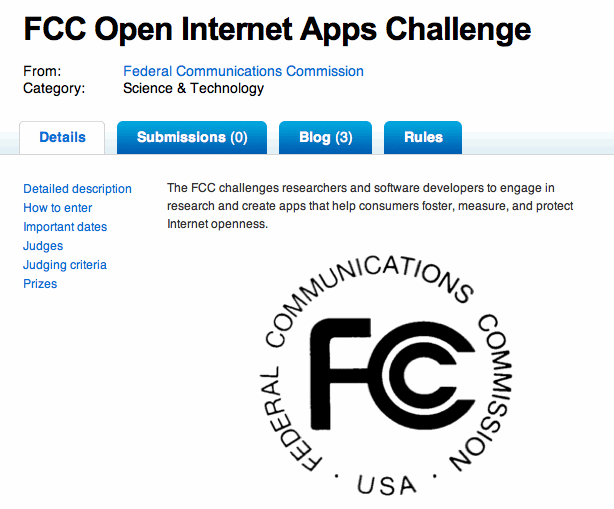 FCC Open Internet Apps Challenge
From: Federal Communications Commission
Category: Science & Technology
Details Submissions (0) Blog (3) Rules
Detailed description
How to enter
Important dates
Judges
Judging criteria
Prizes
The FCC challenges researchers and software developers to engage in
research and create apps that help consumers foster, measure, and protect
Internet openness.
FEDERAL COMMUNICATIONS COMMISSION · USA ·
FCC